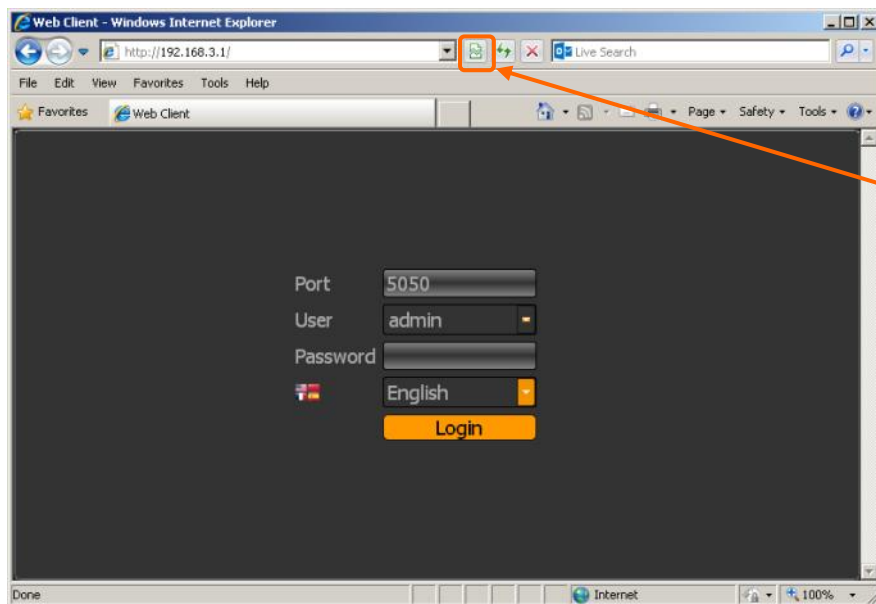 Web Client - Windows Internet Explorer
http://192.168.3.1/
Live Search
File Edit View Favorites Tools Help
Favorites Web Client Page Safety Tools
Port 5050
User admin
Password
English
Login
Done Internet 100%